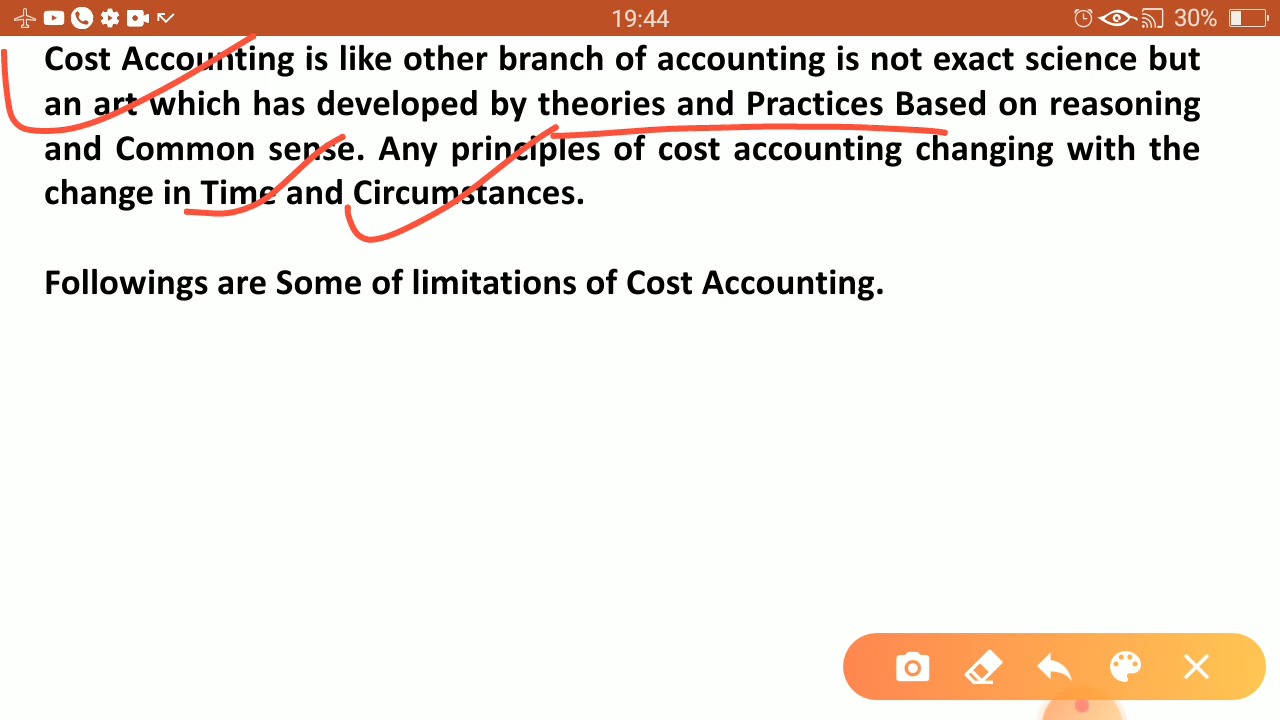 19:44
30%
Cost Accounting is like other branch of accounting is not exact science but
an art which has developed by theories and Practices Based on reasoning
and Common sense. Any principles of cost accounting changing with the
change in Time and Circumstances.
Followings are Some of limitations of Cost Accounting.